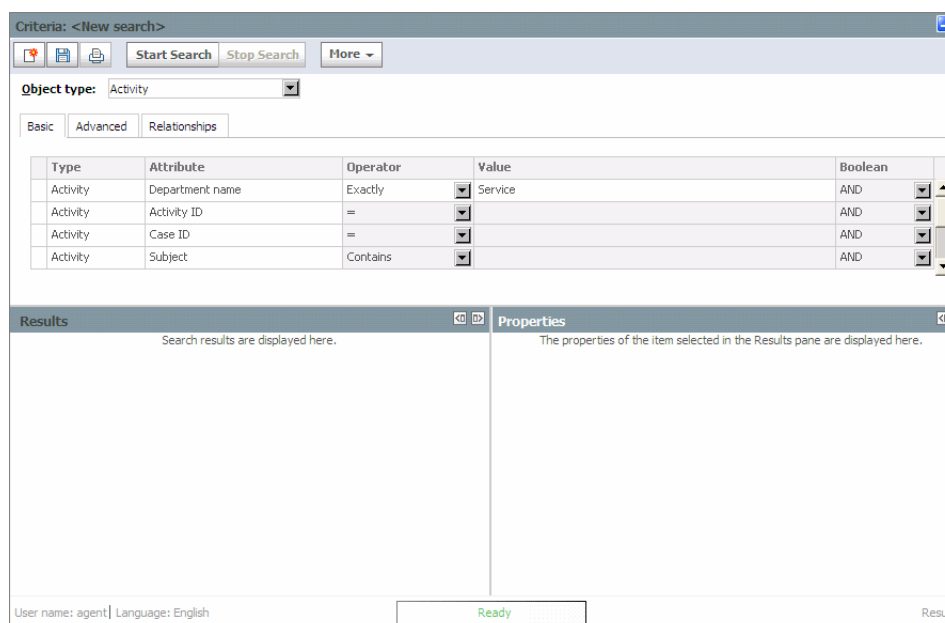 Criteria: <New search>
Start Search Stop Search More
Object type: Activity
Basic Advanced Relationships
Type Attribute Operator Value Boolean
Activity Department name Exactly Service AND
Activity Activity ID = AND
Activity Case ID = AND
Activity Subject Contains AND
Results Properties
Search results are displayed here. The properties of the item selected in the Results pane are displayed here.
User name: agent Language: English Ready Resu